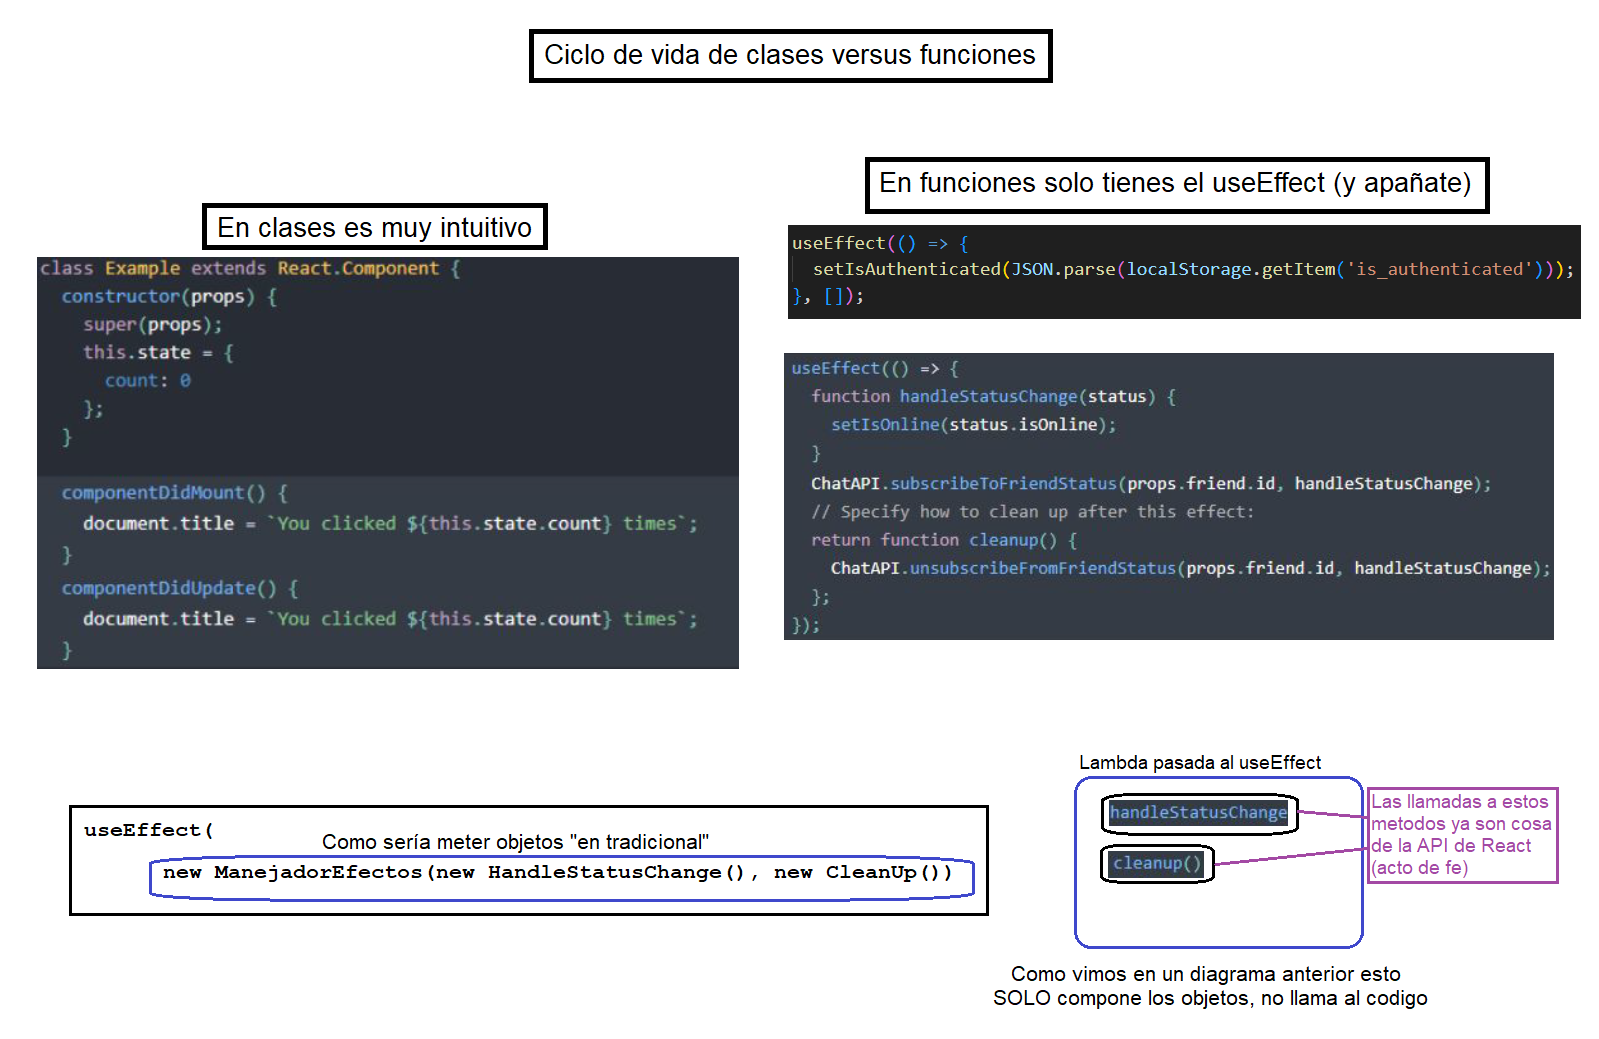 Ciclo de vida de clases versus funciones
En clases es muy intuitivo
class Example extends React.Component {
constructor(props) {
super(props);
this.state = {
count: 0
};
}
componentDidMount() {
document.title = `You clicked ${this.state.count} times`;
}
componentDidUpdate() {
document.title = `You clicked ${this.state.count} times`;
}
En funciones solo tienes el useEffect (y apañate)
useEffect(() => {
setIsAuthenticated(JSON.parse(localStorage.getItem('is_authenticated')));
}, []);
useEffect(() => {
function handleStatusChange(status) {
setIsOnline(status.isOnline);
}
ChatAPI.subscribeToFriendStatus(props.friend.id, handleStatusChange);
// Specify how to clean up after this effect:
return function cleanup() {
ChatAPI.unsubscribeFromFriendStatus(props.friend.id, handleStatusChange);
};
});
useEffect(
Como sería meter objetos "en tradicional"
new ManejadorEfectos(new HandleStatusChange(), new CleanUp())
Lambda pasada al useEffect
handleStatusChange
cleanup()
Las llamadas a estos
metodos ya son cosa
de la API de React
(acto de fe)
Como vimos en un diagrama anterior esto
SOLO compone los objetos, no llama al codigo